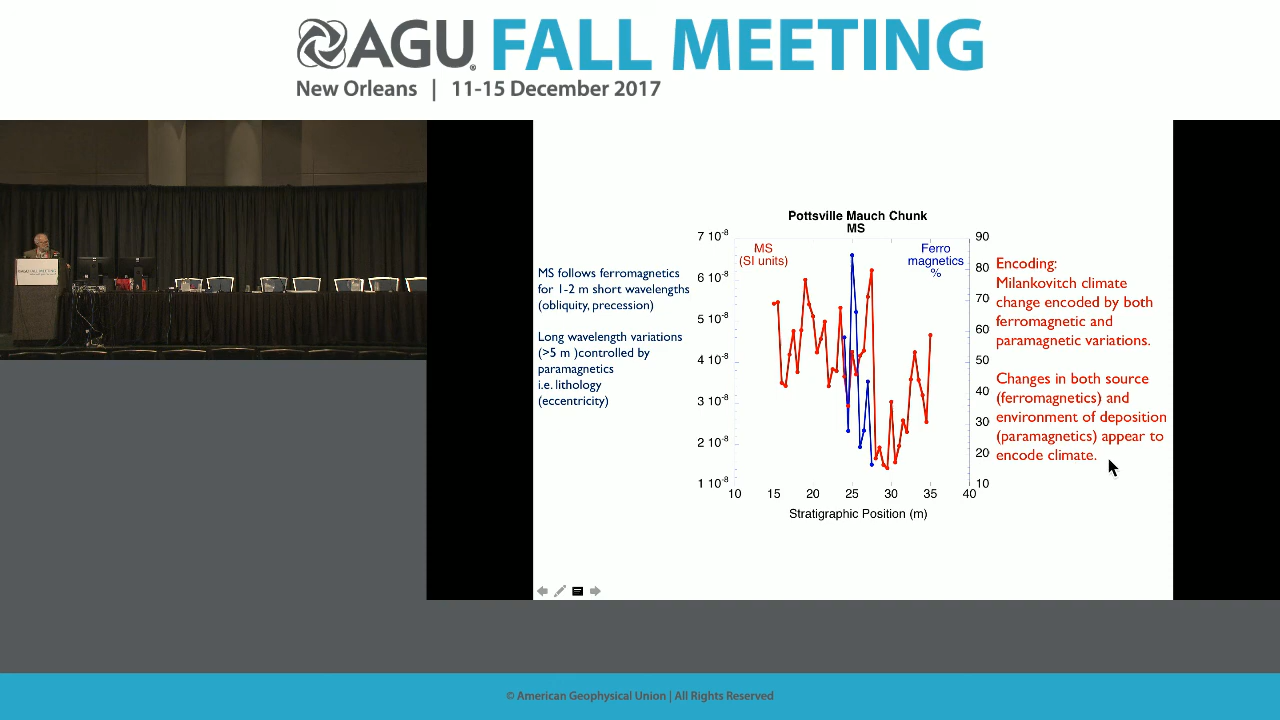 AGU FALL MEETING
New Orleans | 11-15 December 2017
AGU FALL MEETING
MS follows ferromagnetics
for 1-2 m short wavelengths
(obliquity, precession)
Long wavelength variations
(>5 m )controlled by
paramagnetics
i.e. lithology
(eccentricity)
Pottsville Mauch Chunk
MS
MS
(SI units)
Ferro
magnetics
%
7 10-8
6 10-8
5 10-8
4 10-8
3 10-8
2 10-8
1 10-8
90
80
70
60
50
40
30
20
10
10 15 20 25 30 35 40
Stratigraphic Position (m)
Encoding:
Milankovitch climate
change encoded by both
ferromagnetic and
paramagnetic variations.
Changes in both source
(ferromagnetics) and
environment of deposition
(paramagnetics) appear to
encode climate.
© American Geophysical Union | All Rights Reserved